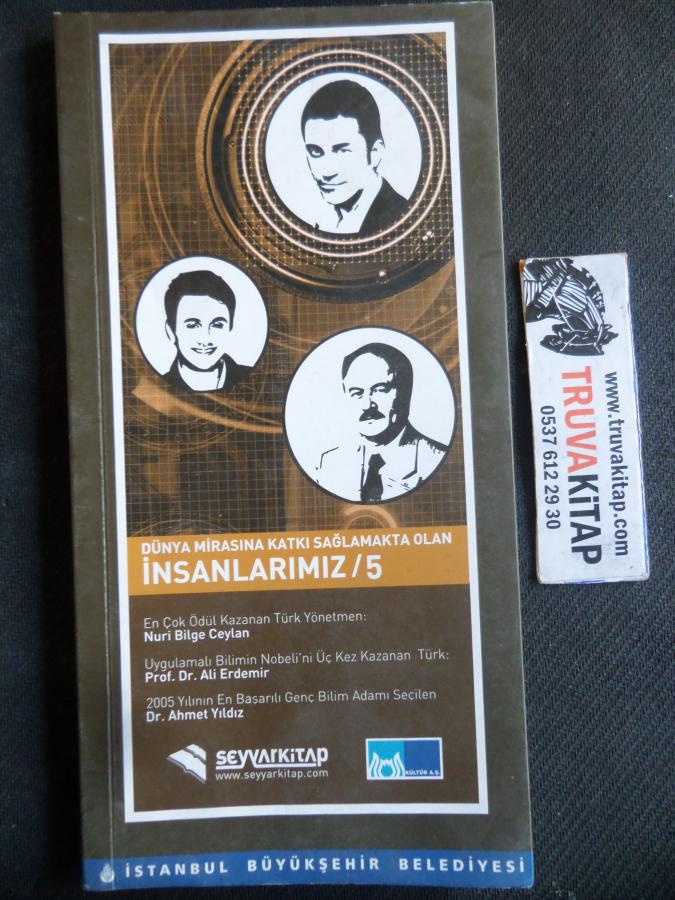 DÜNYA MİRASINA KATKI SAĞLAMAKTA OLAN
İNSANLARIMIZ/5
En Çok Ödül Kazanan Türk Yönetmen:
Nuri Bilge Ceylan
Uygulamalı Bilimin Nobeli'ni Üç Kez Kazanan Türk:
Prof. Dr. Ali Erdemir
2005 Yılının En Başarılı Genç Bilim Adamı Seçilen
Dr. Ahmet Yıldız
seyyarkitap
www.seyyarkitap.com
KÜLTÜR A.Ş.
İSTANBUL BÜYÜKŞEHİR BELEDİYESİ
www.truvakitap.com
TRUVAKİTAP
0537 612 29 30